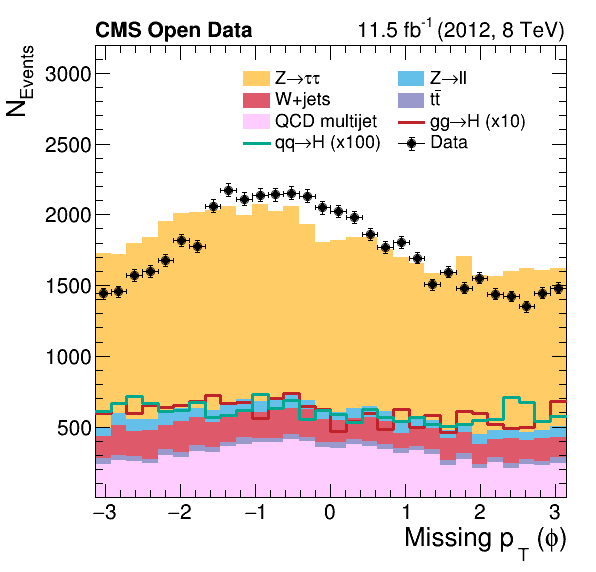 CMS Open Data 11.5 fb⁻¹ (2012, 8 TeV)
N_Events
3000
2500
2000
1500
1000
500
Z→ττ Z→ll
W+jets tt̄
QCD multijet gg→H (x10)
qq→H (x100) Data
−3 −2 −1 0 1 2 3
Missing p_T (ϕ)